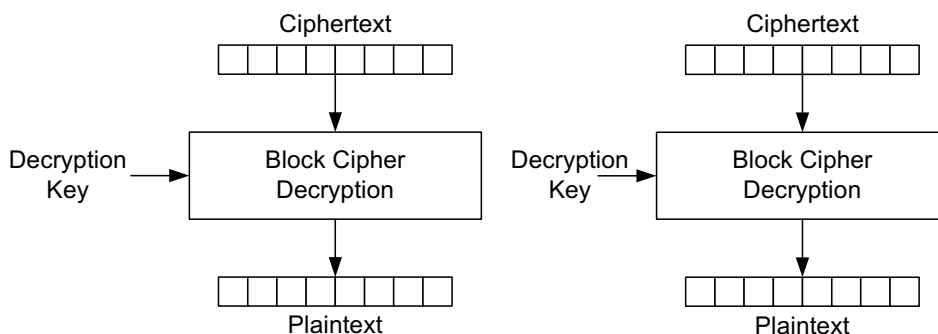 Ciphertext
Ciphertext
Decryption
Key
Block Cipher
Decryption
Decryption
Key
Block Cipher
Decryption
Plaintext
Plaintext